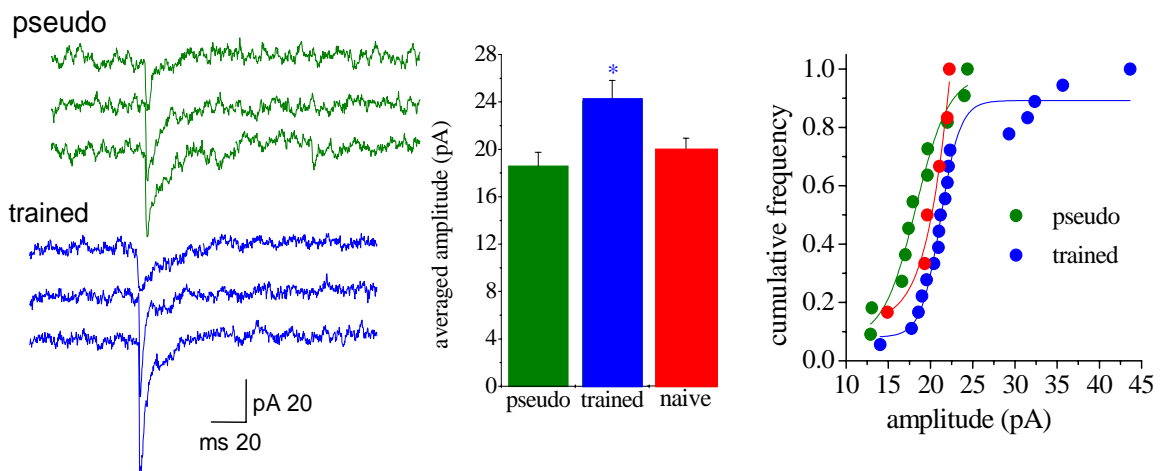 pseudo
trained
pA 20
ms 20
averaged amplitude (pA)
28
24
20
16
12
8
4
0
*
pseudo trained naive
cumulative frequency
1.0
0.8
0.6
0.4
0.2
0.0
pseudo
trained
10 15 20 25 30 35 40 45
amplitude (pA)